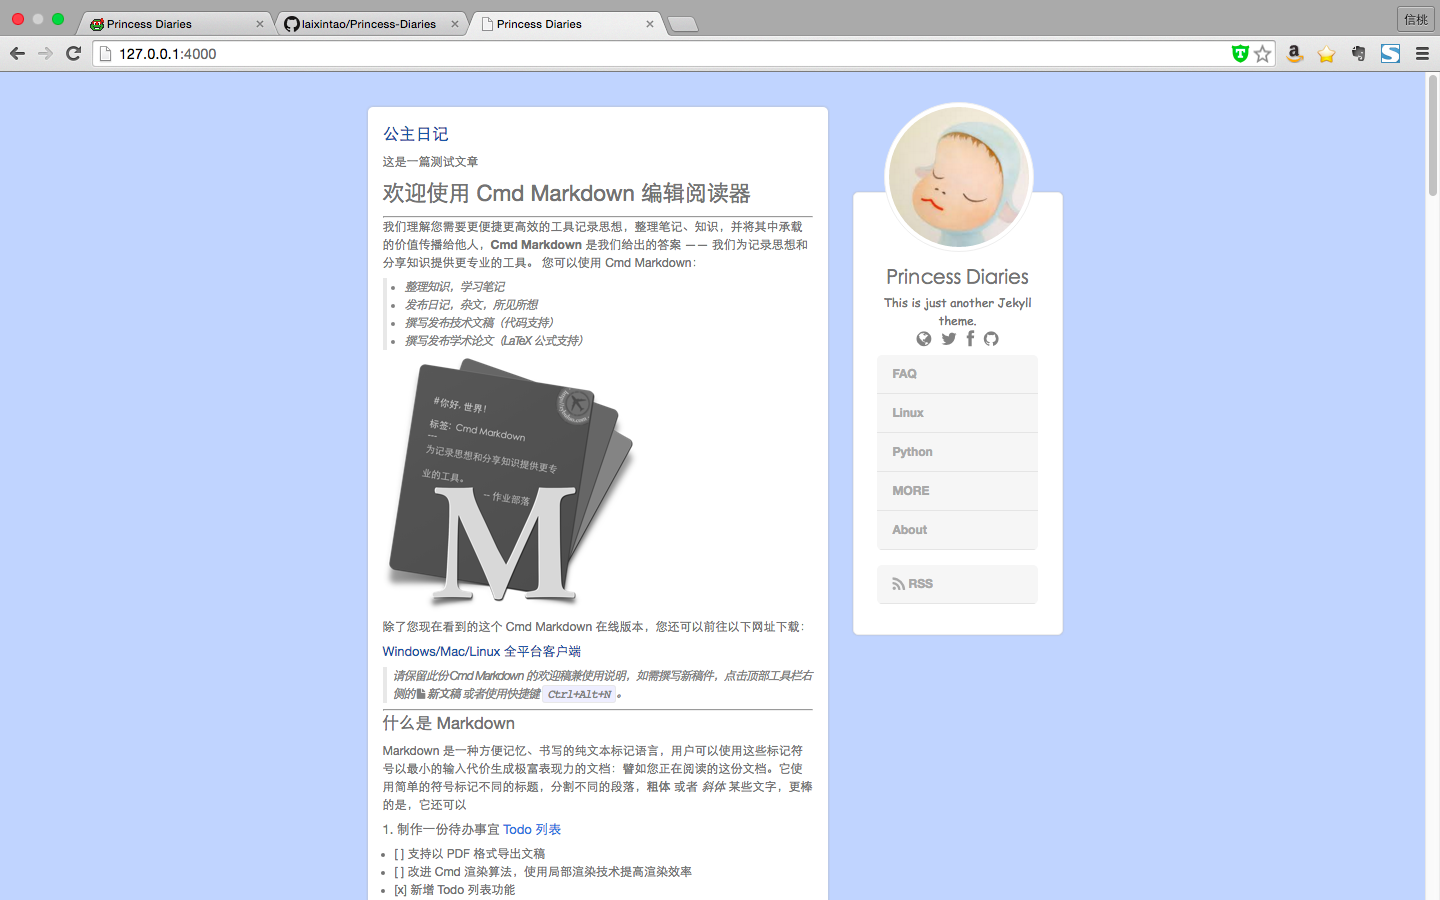 Princess Diaries
laixintao/Princess-Diaries
Princess Diaries
信桃
127.0.0.1:4000
公主日记
这是一篇测试文章
欢迎使用 Cmd Markdown 编辑阅读器
我们理解您需要更便捷更高效的工具记录思想，整理笔记、知识，并将其中承载
的价值传播给他人，Cmd Markdown 是我们给出的答案 —— 我们为记录思想和
分享知识提供更专业的工具。 您可以使用 Cmd Markdown：
整理知识，学习笔记
发布日记，杂文，所见所想
撰写发布技术文稿（代码支持）
撰写发布学术论文（LaTeX 公式支持）
#你好, 世界!
标签: Cmd Markdown
---
为记录思想和分享知识提供更专
业的工具。
-- 作业部落
M
除了您现在看到的这个 Cmd Markdown 在线版本，您还可以前往以下网址下载：
Windows/Mac/Linux 全平台客户端
请保留此份 Cmd Markdown 的欢迎稿兼使用说明，如需撰写新稿件，点击顶部工具栏右
侧的 新文稿 或者使用快捷键 Ctrl+Alt+N 。
什么是 Markdown
Markdown 是一种方便记忆、书写的纯文本标记语言，用户可以使用这些标记符
号以最小的输入代价生成极富表现力的文档：譬如您正在阅读的这份文档。它使
用简单的符号标记不同的标题，分割不同的段落，粗体 或者 斜体 某些文字，更棒
的是，它还可以
1. 制作一份待办事宜 Todo 列表
[ ] 支持以 PDF 格式导出文稿
[ ] 改进 Cmd 渲染算法，使用局部渲染技术提高渲染效率
[x] 新增 Todo 列表功能
Princess Diaries
This is just another Jekyll
theme.
FAQ
Linux
Python
MORE
About
RSS